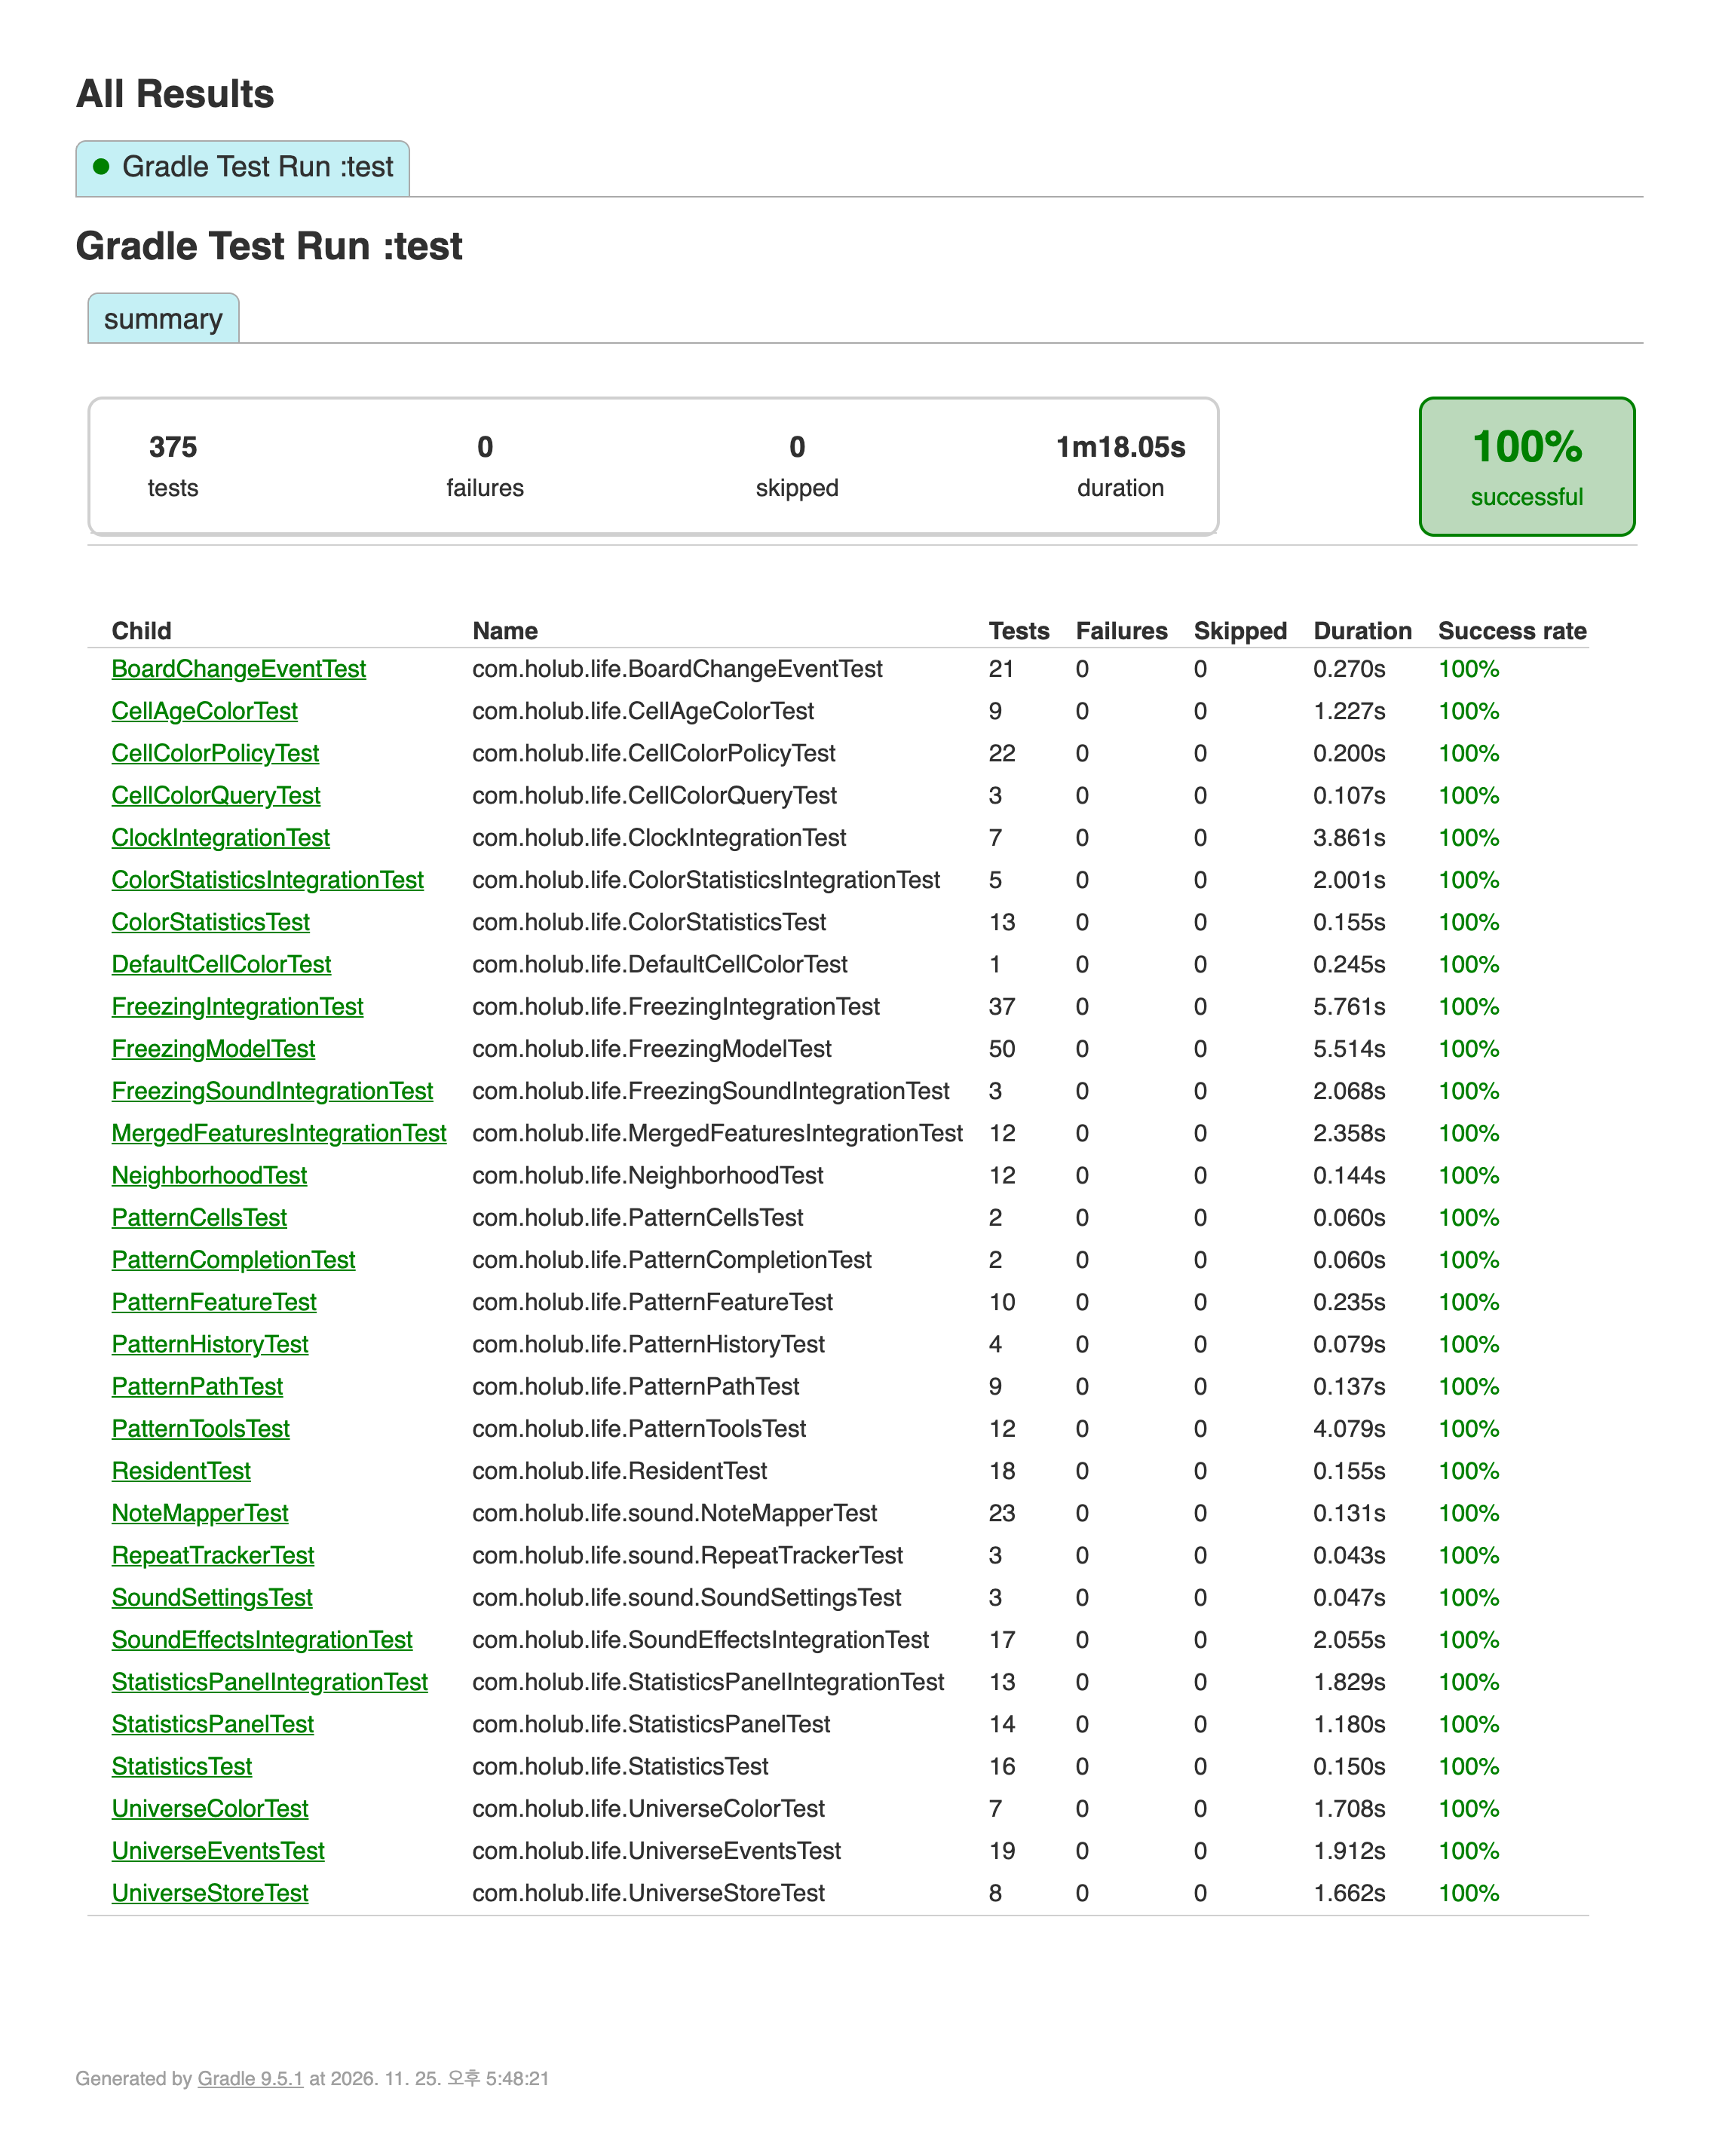 All Results
Gradle Test Run :test
Gradle Test Run :test
summary
375 0 0 1m18.05s 100%
tests failures skipped duration successful
Child Name Tests Failures Skipped Duration Success rate
BoardChangeEventTest com.holub.life.BoardChangeEventTest 21 0 0 0.270s 100%
CellAgeColorTest com.holub.life.CellAgeColorTest 9 0 0 1.227s 100%
CellColorPolicyTest com.holub.life.CellColorPolicyTest 22 0 0 0.200s 100%
CellColorQueryTest com.holub.life.CellColorQueryTest 3 0 0 0.107s 100%
ClockIntegrationTest com.holub.life.ClockIntegrationTest 7 0 0 3.861s 100%
ColorStatisticsIntegrationTest com.holub.life.ColorStatisticsIntegrationTest 5 0 0 2.001s 100%
ColorStatisticsTest com.holub.life.ColorStatisticsTest 13 0 0 0.155s 100%
DefaultCellColorTest com.holub.life.DefaultCellColorTest 1 0 0 0.245s 100%
FreezingIntegrationTest com.holub.life.FreezingIntegrationTest 37 0 0 5.761s 100%
FreezingModelTest com.holub.life.FreezingModelTest 50 0 0 5.514s 100%
FreezingSoundIntegrationTest com.holub.life.FreezingSoundIntegrationTest 3 0 0 2.068s 100%
MergedFeaturesIntegrationTest com.holub.life.MergedFeaturesIntegrationTest 12 0 0 2.358s 100%
NeighborhoodTest com.holub.life.NeighborhoodTest 12 0 0 0.144s 100%
PatternCellsTest com.holub.life.PatternCellsTest 2 0 0 0.060s 100%
PatternCompletionTest com.holub.life.PatternCompletionTest 2 0 0 0.060s 100%
PatternFeatureTest com.holub.life.PatternFeatureTest 10 0 0 0.235s 100%
PatternHistoryTest com.holub.life.PatternHistoryTest 4 0 0 0.079s 100%
PatternPathTest com.holub.life.PatternPathTest 9 0 0 0.137s 100%
PatternToolsTest com.holub.life.PatternToolsTest 12 0 0 4.079s 100%
ResidentTest com.holub.life.ResidentTest 18 0 0 0.155s 100%
NoteMapperTest com.holub.life.sound.NoteMapperTest 23 0 0 0.131s 100%
RepeatTrackerTest com.holub.life.sound.RepeatTrackerTest 3 0 0 0.043s 100%
SoundSettingsTest com.holub.life.sound.SoundSettingsTest 3 0 0 0.047s 100%
SoundEffectsIntegrationTest com.holub.life.SoundEffectsIntegrationTest 17 0 0 2.055s 100%
StatisticsPanelIntegrationTest com.holub.life.StatisticsPanelIntegrationTest 13 0 0 1.829s 100%
StatisticsPanelTest com.holub.life.StatisticsPanelTest 14 0 0 1.180s 100%
StatisticsTest com.holub.life.StatisticsTest 16 0 0 0.150s 100%
UniverseColorTest com.holub.life.UniverseColorTest 7 0 0 1.708s 100%
UniverseEventsTest com.holub.life.UniverseEventsTest 19 0 0 1.912s 100%
UniverseStoreTest com.holub.life.UniverseStoreTest 8 0 0 1.662s 100%
Generated by Gradle 9.5.1 at 2026. 11. 25. 오후 5:48:21